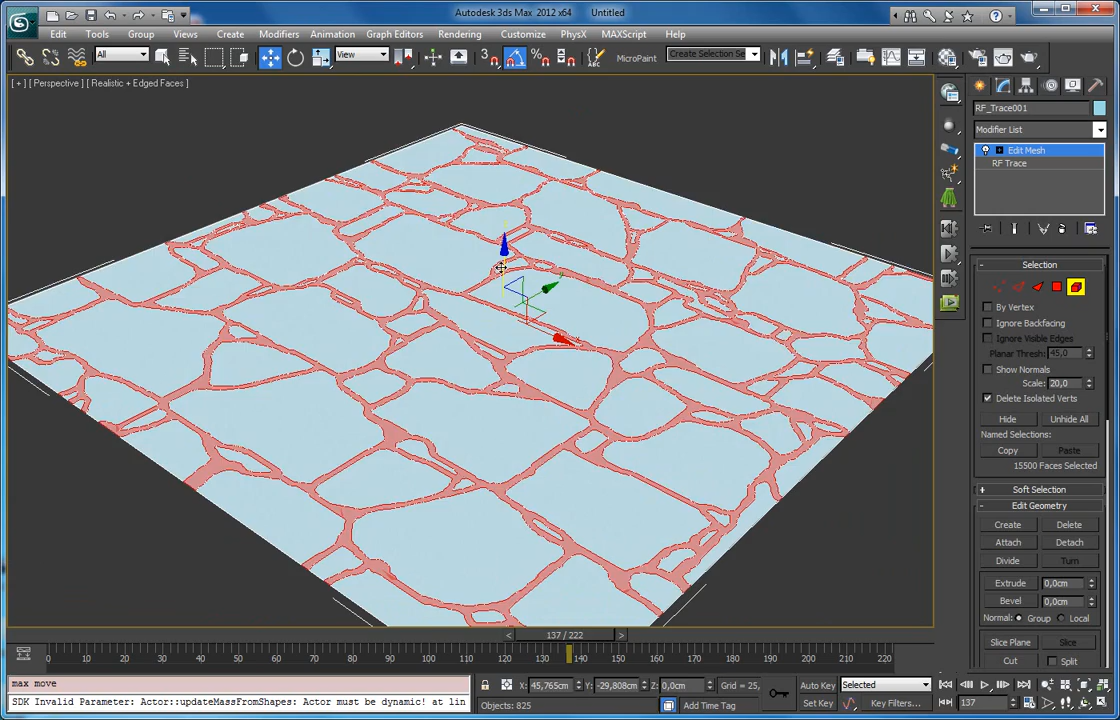 Autodesk 3ds Max 2012 x64 Untitled
Edit Tools Group Views Create Modifiers Animation Graph Editors Rendering Customize PhysX MAXScript Help
All View 3 % ABC MicroPaint Create Selection Se
[ + ] [ Perspective ] [ Realistic + Edged Faces ]
RF_Trace001
Modifier List
Edit Mesh
RF Trace
- Selection
By Vertex
Ignore Backfacing
Ignore Visible Edges
Planar Thresh: 45,0
Show Normals
Scale: 20,0
Delete Isolated Verts
Hide Unhide All
Named Selections:
Copy Paste
15500 Faces Selected
+ Soft Selection
- Edit Geometry
Create Delete
Attach Detach
Divide Turn
Extrude 0,0cm
Bevel 0,0cm
Normal: Group Local
Slice Plane Slice
Cut Split
< 137 / 222 >
0 10 20 30 40 50 60 70 80 90 100 110 120 130 140 150 160 170 180 190 200 210 220
max move
SDK Invalid Parameter: Actor::updateMassFromShapes: Actor must be dynamic! at lin
X: 45,765cm Y: -29,808cm Z: 0,0cm Grid = 25,
Objects: 825 Add Time Tag
Auto Key Selected
Set Key Key Filters...
137